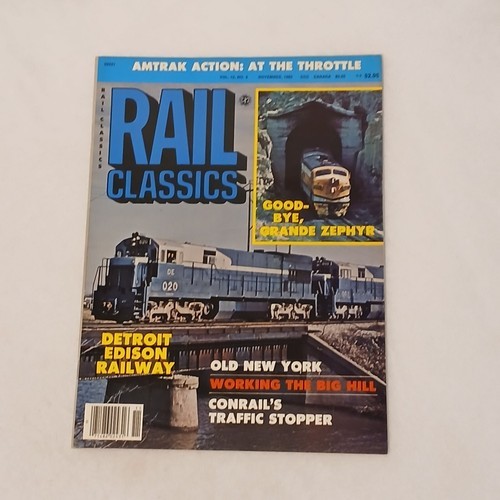 AMTRAK ACTION: AT THE THROTTLE
RAIL CLASSICS
RAIL
CLASSICS
GOOD-
BYE,
GRANDE ZEPHYR
DE
020
DETROIT
EDISON
RAILWAY
OLD NEW YORK
WORKING THE BIG HILL
CONRAIL'S
TRAFFIC STOPPER